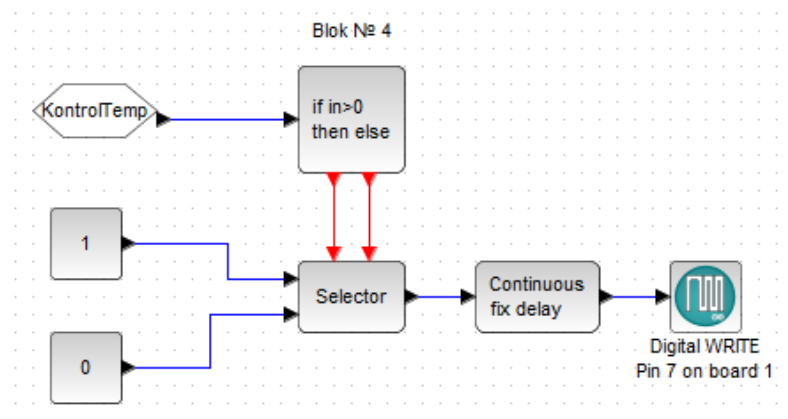 Blok № 4
KontrolTemp
if in>0
then else
1
Selector
Continuous
fix delay
0
Digital WRITE
Pin 7 on board 1